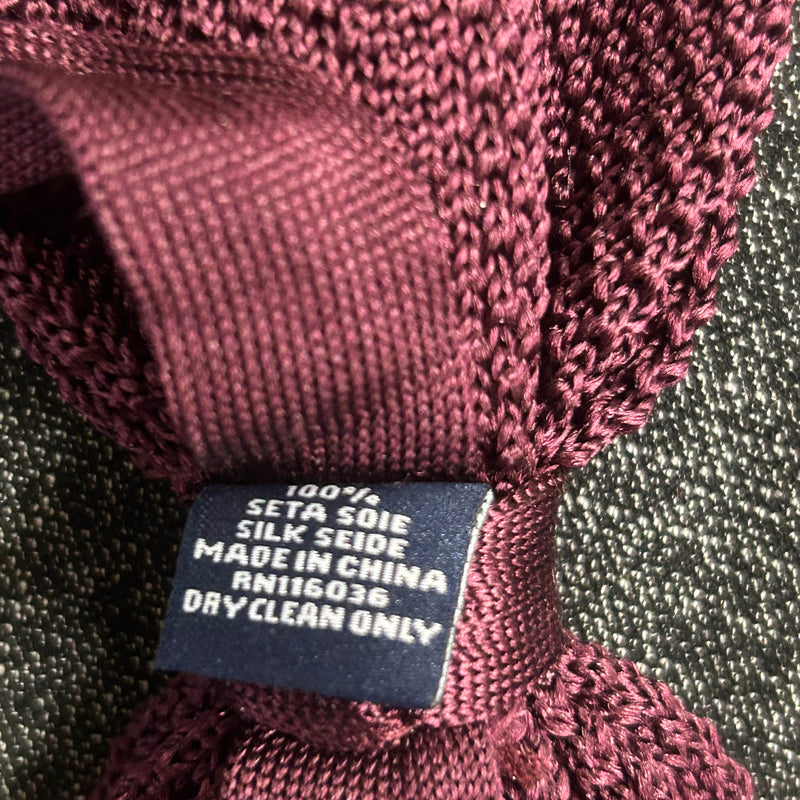 100%
SETA SOIE
SILK SEIDE
MADE IN CHINA
RN116036
DRY CLEAN ONLY